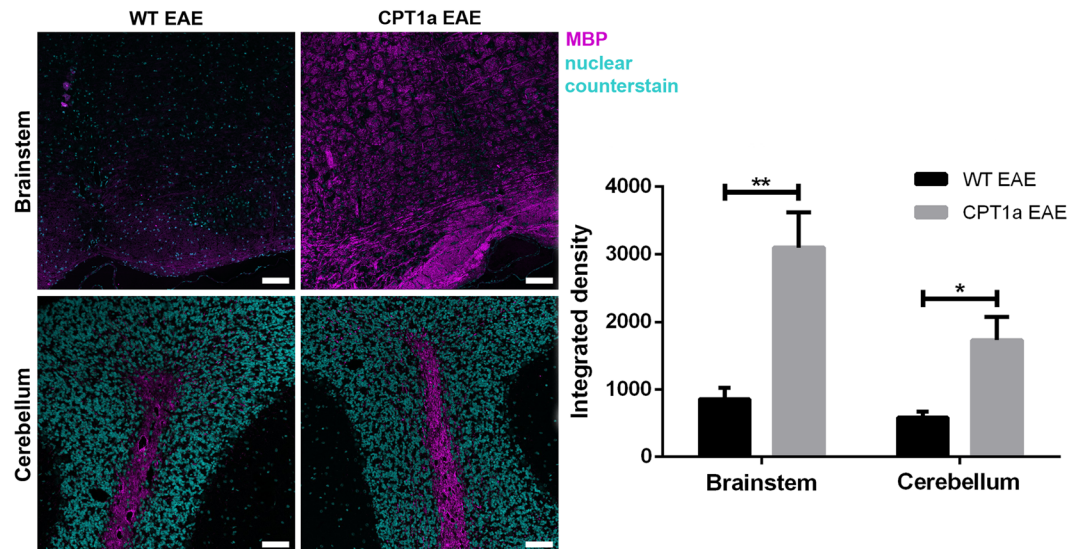 WT EAE
CPT1a EAE
MBP
nuclear
counterstain
Brainstem
Cerebellum
Integrated density
4000
3000
2000
1000
0
**
*
WT EAE
CPT1a EAE
Brainstem
Cerebellum